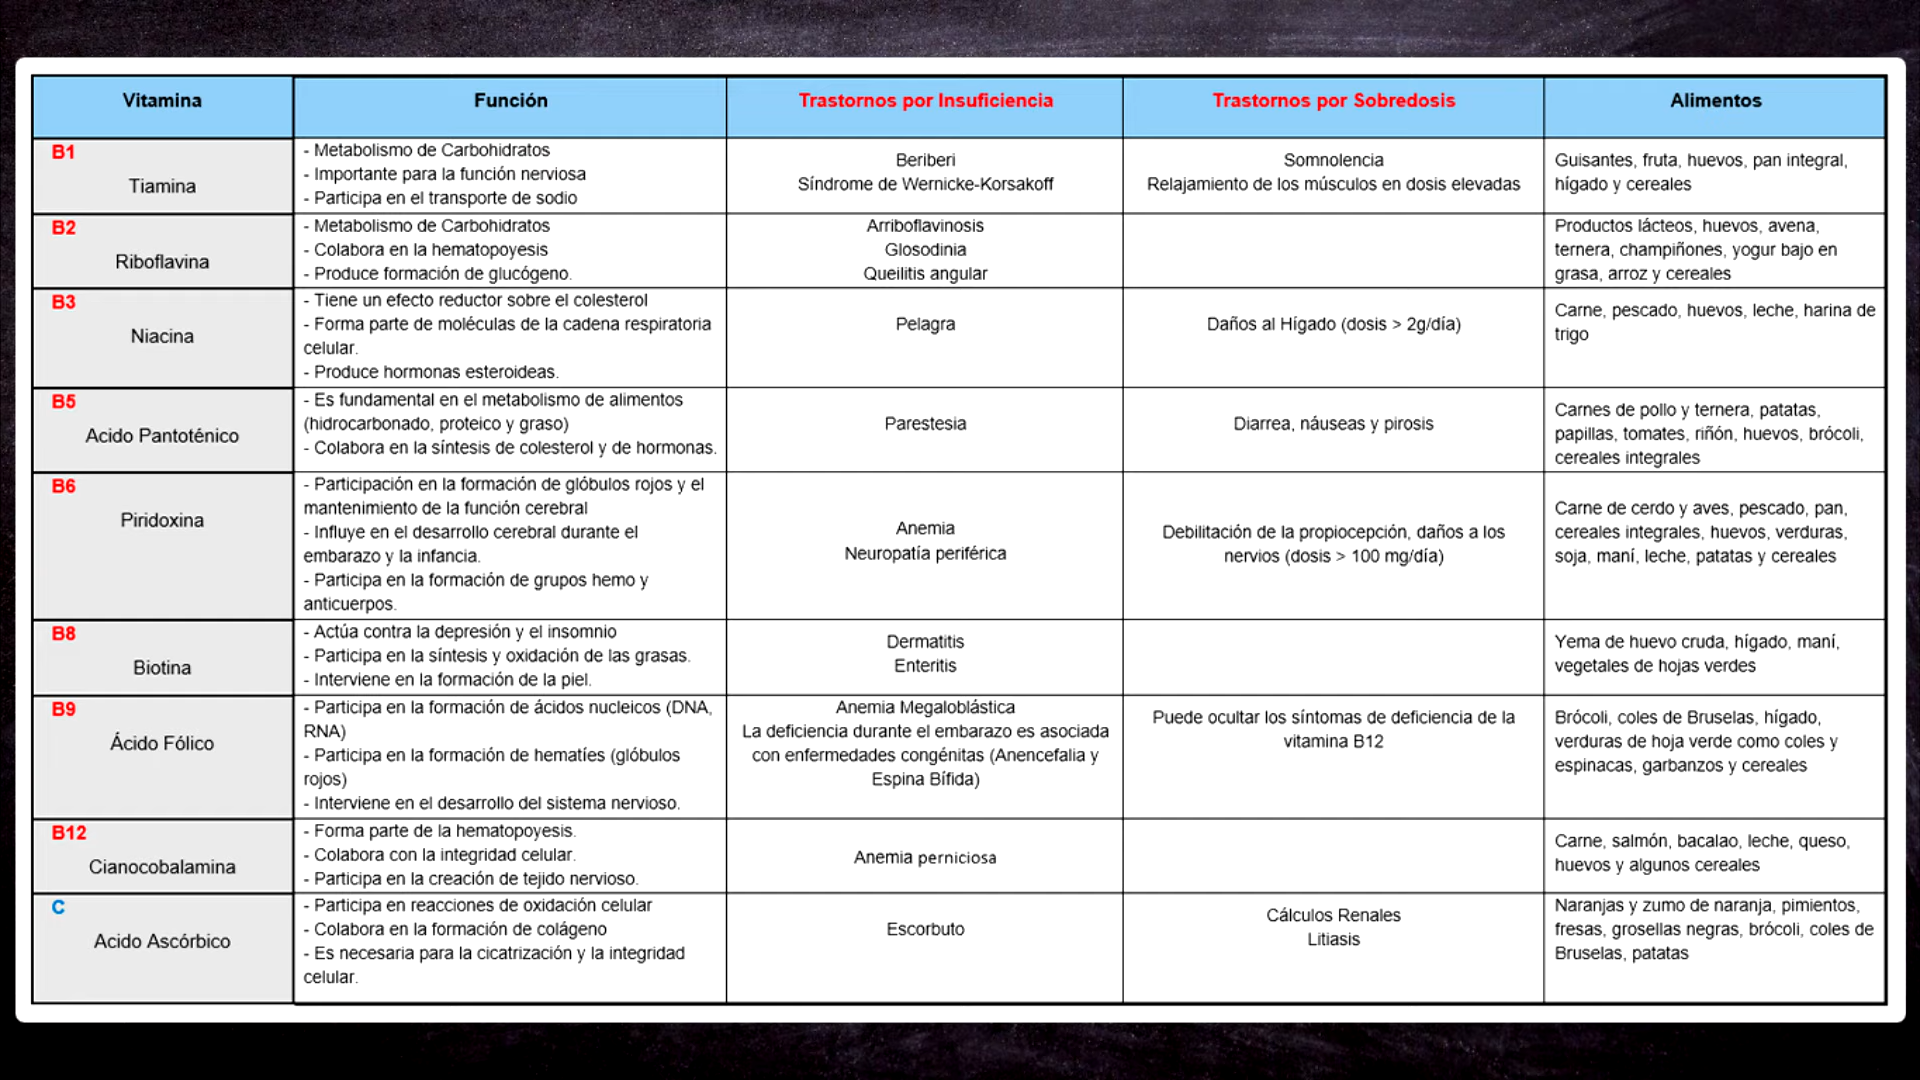 Vitamina
Función
Trastornos por Insuficiencia
Trastornos por Sobredosis
Alimentos
B1
Tiamina
- Metabolismo de Carbohidratos
- Importante para la función nerviosa
- Participa en el transporte de sodio
Beriberi
Síndrome de Wernicke-Korsakoff
Somnolencia
Relajamiento de los músculos en dosis elevadas
Guisantes, fruta, huevos, pan integral,
hígado y cereales
B2
Riboflavina
- Metabolismo de Carbohidratos
- Colabora en la hematopoyesis
- Produce formación de glucógeno.
Arriboflavinosis
Glosodinia
Queilitis angular
Productos lácteos, huevos, avena,
ternera, champiñones, yogur bajo en
grasa, arroz y cereales
B3
Niacina
- Tiene un efecto reductor sobre el colesterol
- Forma parte de moléculas de la cadena respiratoria
celular.
- Produce hormonas esteroideas.
Pelagra
Daños al Hígado (dosis > 2g/día)
Carne, pescado, huevos, leche, harina de
trigo
B5
Acido Pantoténico
- Es fundamental en el metabolismo de alimentos
(hidrocarbonado, proteico y graso)
- Colabora en la síntesis de colesterol y de hormonas.
Parestesia
Diarrea, náuseas y pirosis
Carnes de pollo y ternera, patatas,
papillas, tomates, riñón, huevos, brócoli,
cereales integrales
B6
Piridoxina
- Participación en la formación de glóbulos rojos y el
mantenimiento de la función cerebral
- Influye en el desarrollo cerebral durante el
embarazo y la infancia.
- Participa en la formación de grupos hemo y
anticuerpos.
Anemia
Neuropatía periférica
Debilitación de la propiocepción, daños a los
nervios (dosis > 100 mg/día)
Carne de cerdo y aves, pescado, pan,
cereales integrales, huevos, verduras,
soja, maní, leche, patatas y cereales
B8
Biotina
- Actúa contra la depresión y el insomnio
- Participa en la síntesis y oxidación de las grasas.
- Interviene en la formación de la piel.
Dermatitis
Enteritis
Yema de huevo cruda, hígado, maní,
vegetales de hojas verdes
B9
Ácido Fólico
- Participa en la formación de ácidos nucleicos (DNA,
RNA)
- Participa en la formación de hematíes (glóbulos
rojos)
- Interviene en el desarrollo del sistema nervioso.
Anemia Megaloblástica
La deficiencia durante el embarazo es asociada
con enfermedades congénitas (Anencefalia y
Espina Bífida)
Puede ocultar los síntomas de deficiencia de la
vitamina B12
Brócoli, coles de Bruselas, hígado,
verduras de hoja verde como coles y
espinacas, garbanzos y cereales
B12
Cianocobalamina
- Forma parte de la hematopoyesis.
- Colabora con la integridad celular.
- Participa en la creación de tejido nervioso.
Anemia perniciosa
Carne, salmón, bacalao, leche, queso,
huevos y algunos cereales
C
Acido Ascórbico
- Participa en reacciones de oxidación celular
- Colabora en la formación de colágeno
- Es necesaria para la cicatrización y la integridad
celular.
Escorbuto
Cálculos Renales
Litiasis
Naranjas y zumo de naranja, pimientos,
fresas, grosellas negras, brócoli, coles de
Bruselas, patatas